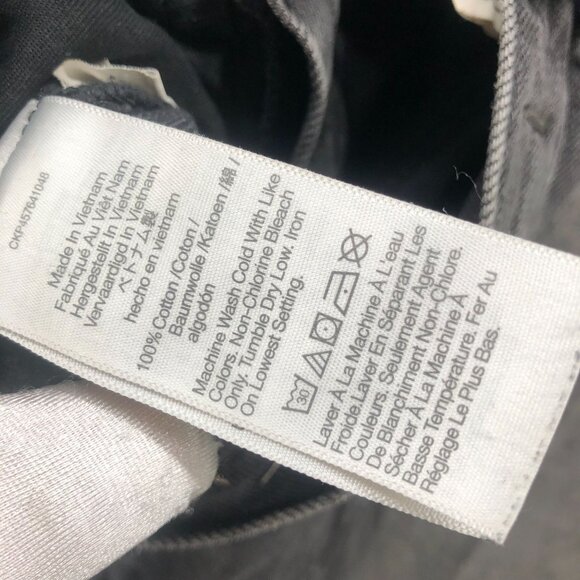 CKP457641048
Made In Vietnam
Fabriqué Au Việt Nam
Hergestellt In Vietnam
Vervaardigd In Vietnam
ベトナム製
hecho en vietnam
100% Cotton /Coton /
Baumwolle /Katoen /綿 /
algodón
Machine Wash Cold With Like
Colors. Non-Chlorine Bleach
Only. Tumble Dry Low. Iron
On Lowest Setting.
30
Laver À La Machine À L'eau
Froide.Laver En Séparant Les
Couleurs. Seulement Agent
De Blanchiment Non-Chlore.
Sécher À La Machine À
Basse Température. Fer Au
Réglage Le Plus Bas.